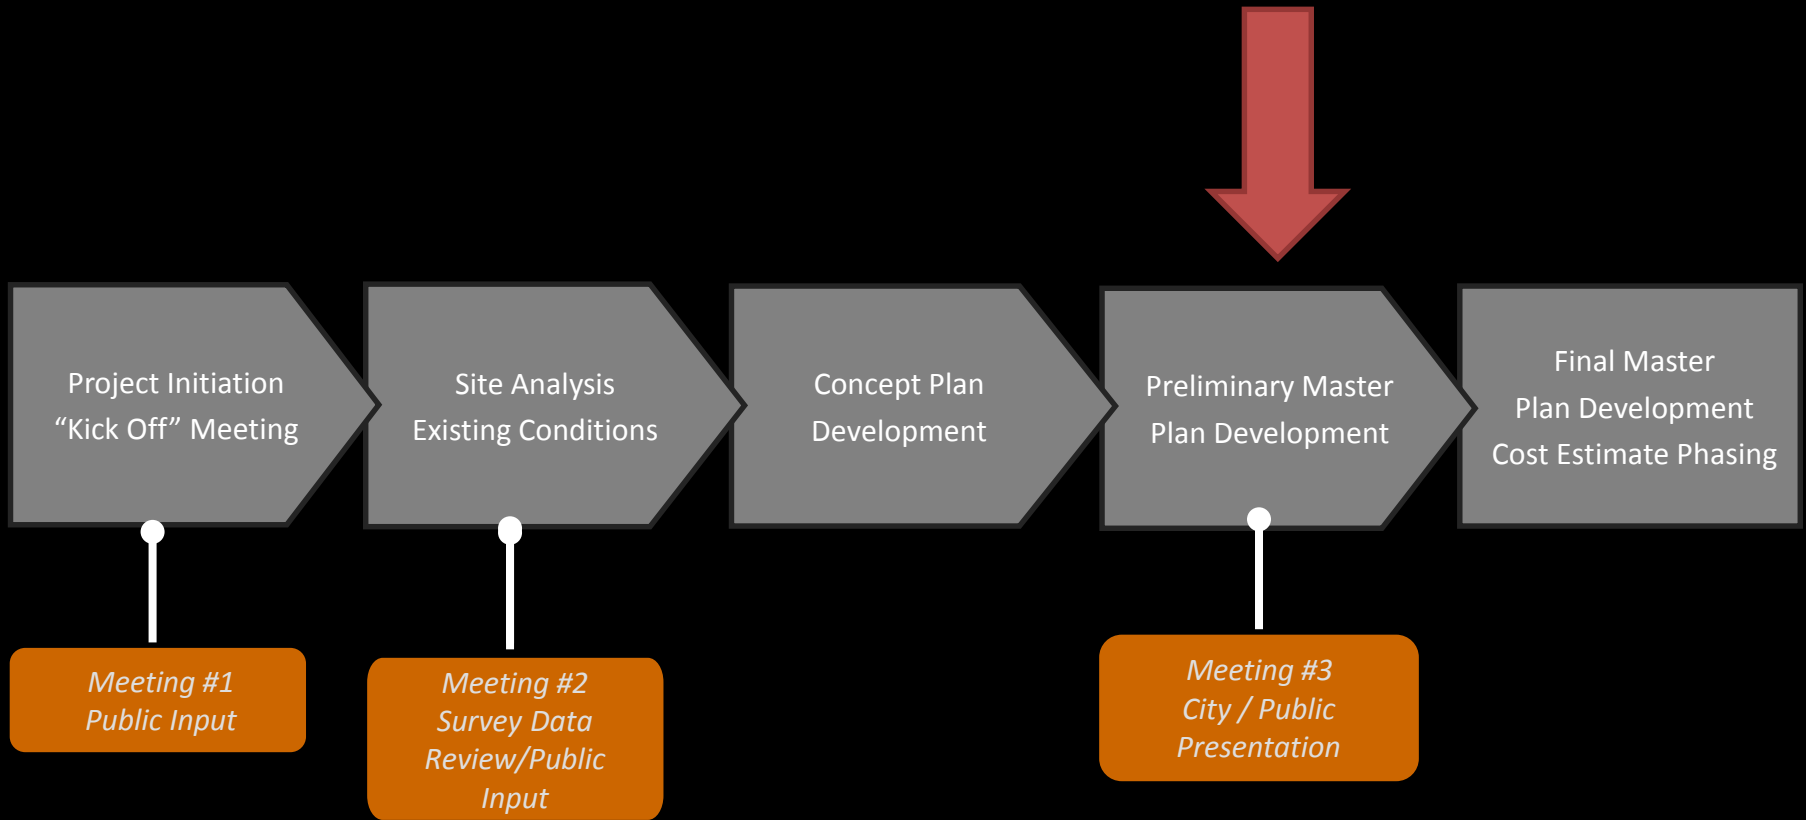 Project Initiation
“Kick Off” Meeting
Site Analysis
Existing Conditions
Concept Plan
Development
Preliminary Master
Plan Development
Final Master
Plan Development
Cost Estimate Phasing
Meeting #1
Public Input
Meeting #2
Survey Data
Review/Public
Input
Meeting #3
City / Public
Presentation